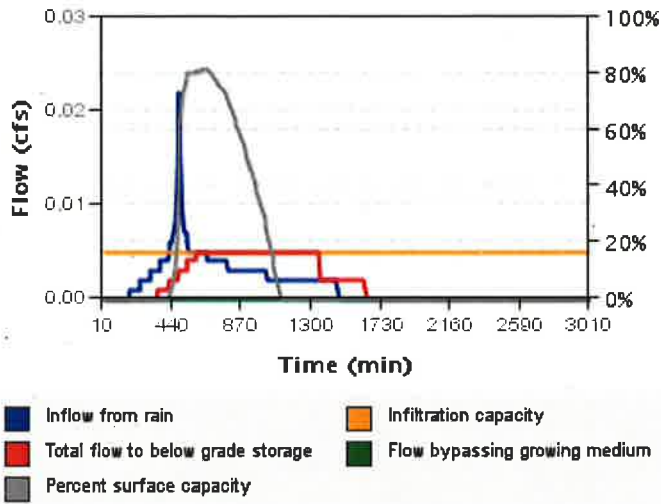 0.03
0.02
0.01
0.00
Flow (cfs)
100%
80%
60%
40%
20%
0%
10 440 870 1300 1730 2160 2590 3010
Time (min)
Inflow from rain
Infiltration capacity
Total flow to below grade storage
Flow bypassing growing medium
Percent surface capacity